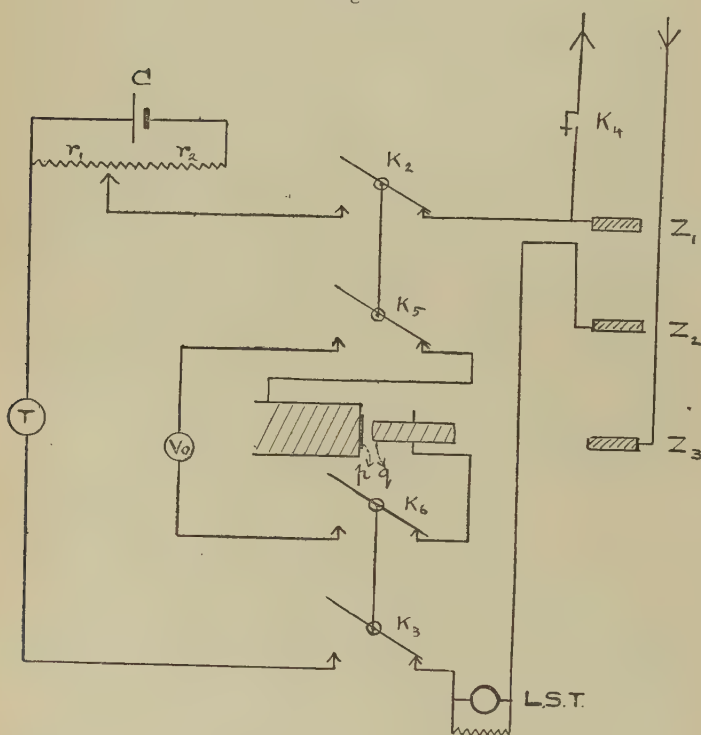 C
r₁ r₂
K₂
K₄
Z₁
K₅
Z₂
T
V₀
p q
Z₃
K₆
K₃
L.S.T.